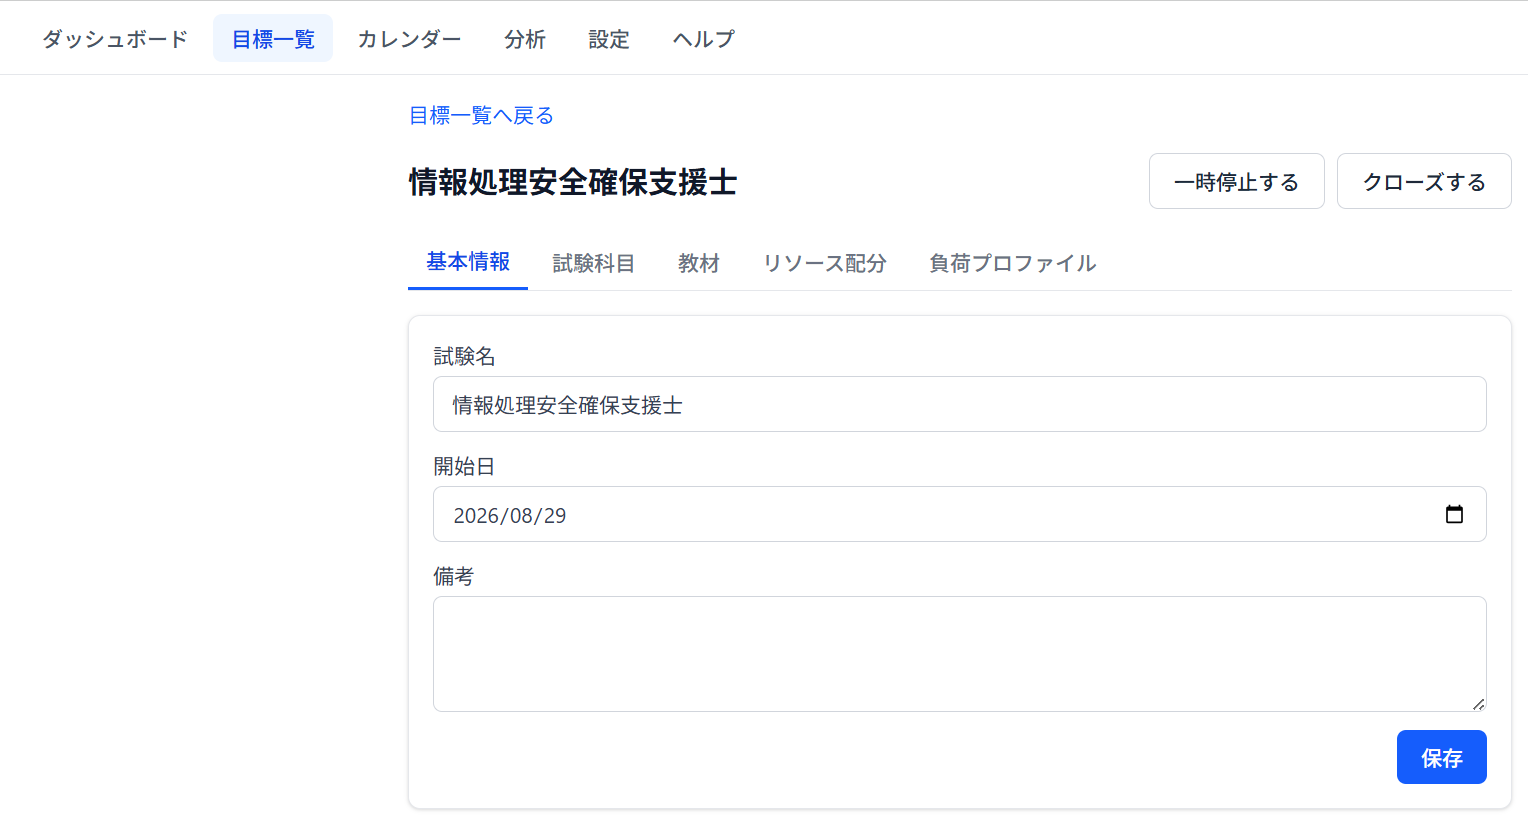 ダッシュボード 目標一覧 カレンダー 分析 設定 ヘルプ
目標一覧へ戻る
情報処理安全確保支援士 一時停止する クローズする
基本情報 試験科目 教材 リソース配分 負荷プロファイル
試験名
情報処理安全確保支援士
開始日
2026/08/29
備考
保存